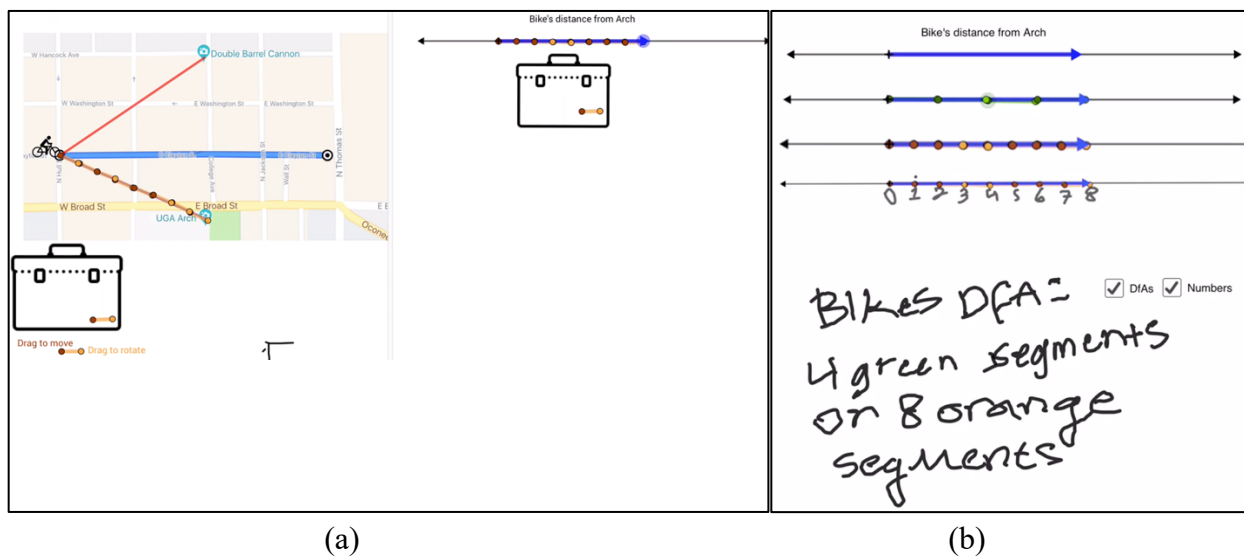 Bike's distance from Arch
W Hancock Ave
Double Barrel Cannon
W Washington St
E Washington St
E Washington St
N Hull
College Ave
N Jackson St
Wall St
N Thomas St
W Broad St
E Broad St
E B
UGA Arch
Oconee
Drag to move
Drag to rotate
(a)
Bike's distance from Arch
0 1 2 3 4 5 6 7 8
DfAs
Numbers
BIKES DFA =
4 green segments
or 8 orange
segments
(b)